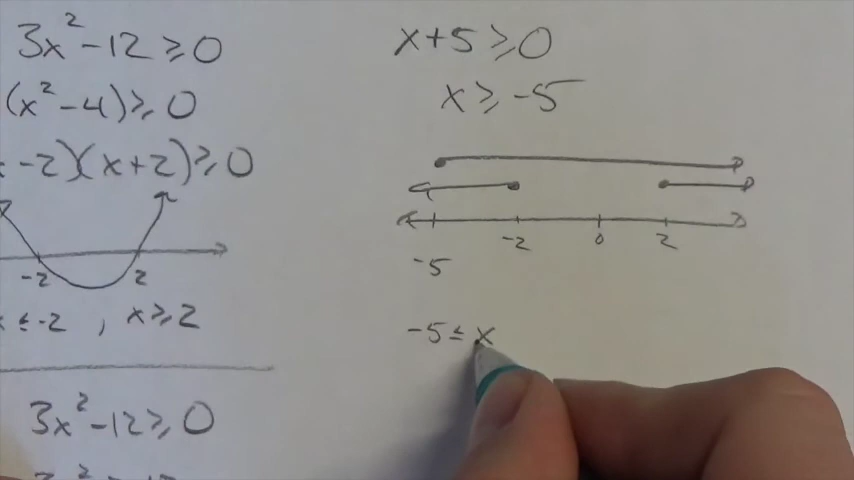 3x² -12 ≥ 0
(x² -4) ≥ 0
-2)(x+2) ≥ 0
-2 2
x ≤ -2 , x ≥ 2
3x² -12 ≥ 0
x+5 ≥ 0
x ≥ -5
-2 0 2
-5
-5 ≤ x